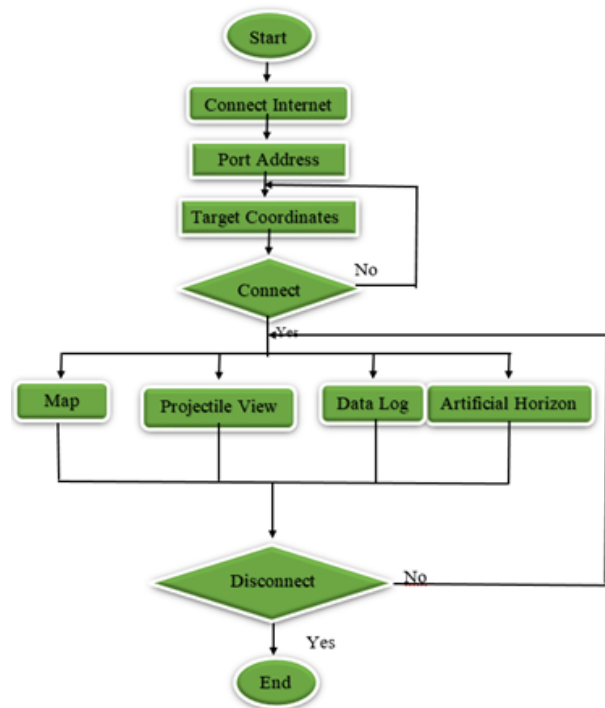 Start
Connect Internet
Port Address
Target Coordinates
No
Connect
Yes
Map
Projectile View
Data Log
Artificial Horizon
Disconnect
No
Yes
End